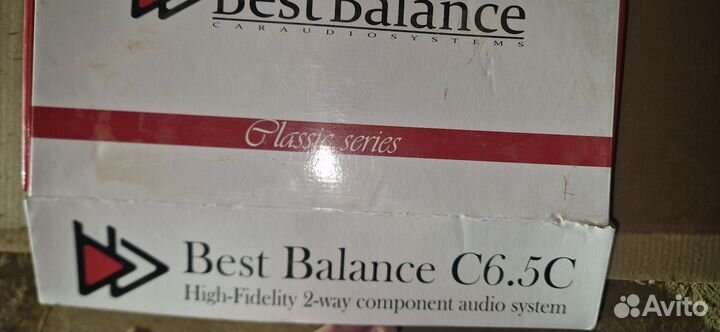 Best Balance
CARAUDIOSYSTEMS
Classic series
Best Balance C6.5C
High-Fidelity 2-way component audio system
Avito